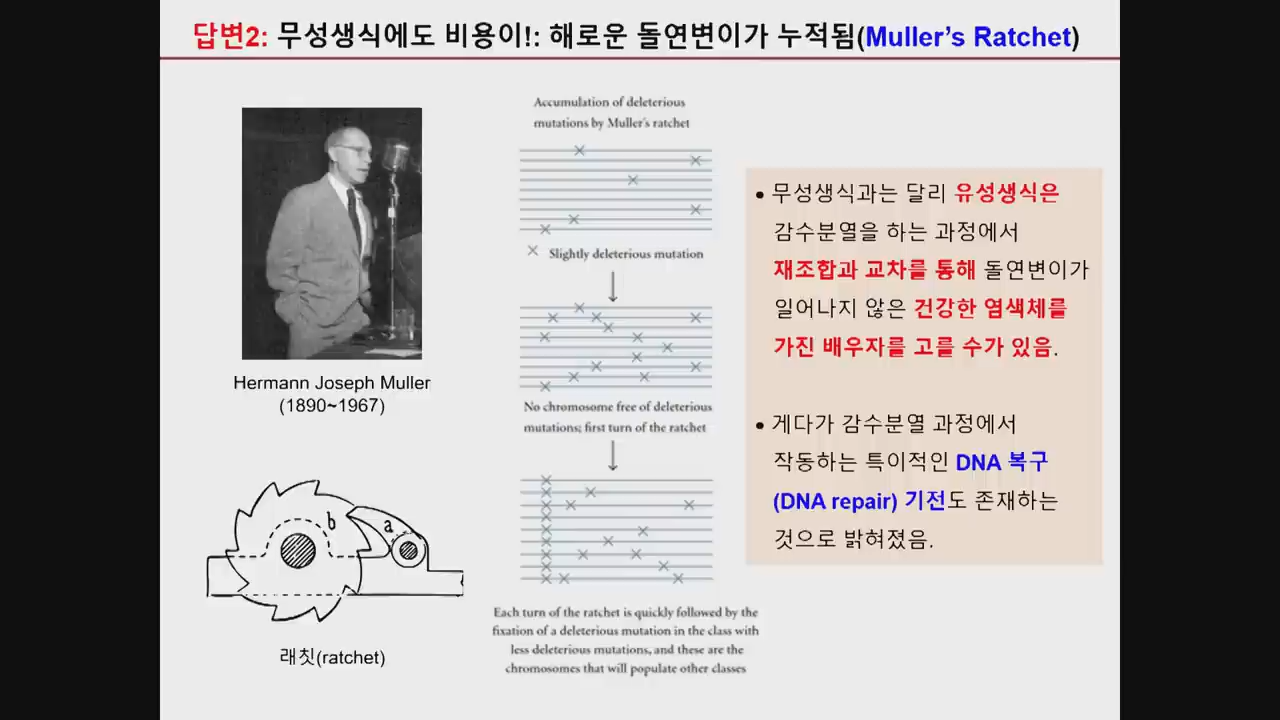 답변2: 무성생식에도 비용이!: 해로운 돌연변이가 누적됨(Muller's Ratchet)
Hermann Joseph Muller
(1890~1967)
b
a
래칫(ratchet)
Accumulation of deleterious
mutations by Muller's ratchet
Slightly deleterious mutation
No chromosome free of deleterious
mutations; first turn of the ratchet
Each turn of the ratchet is quickly followed by the
fixation of a deleterious mutation in the class with
less deleterious mutations, and these are the
chromosomes that will populate other classes
• 무성생식과는 달리 유성생식은
감수분열을 하는 과정에서
재조합과 교차를 통해 돌연변이가
일어나지 않은 건강한 염색체를
가진 배우자를 고를 수가 있음.
• 게다가 감수분열 과정에서
작동하는 특이적인 DNA 복구
(DNA repair) 기전도 존재하는
것으로 밝혀졌음.